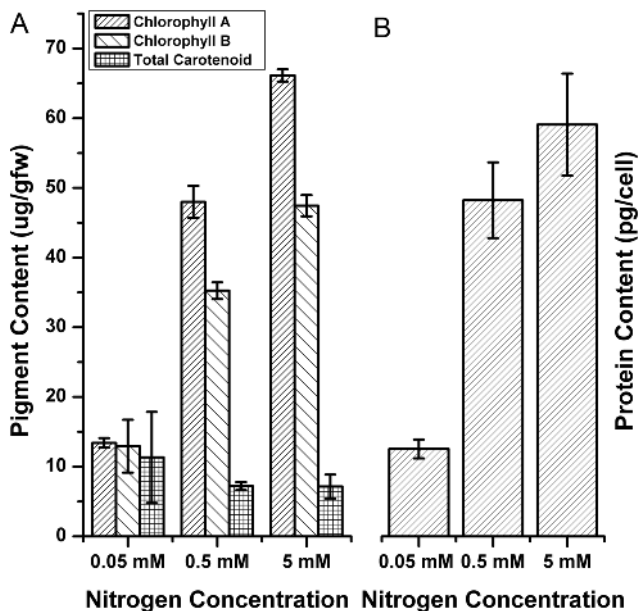 A
B
Chlorophyll A
Chlorophyll B
Total Carotenoid
Pigment Content (ug/gfw)
70
60
50
40
30
20
10
0
0.05 mM 0.5 mM 5 mM
Nitrogen Concentration
Protein Content (pg/cell)
0.05 mM 0.5 mM 5 mM
Nitrogen Concentration